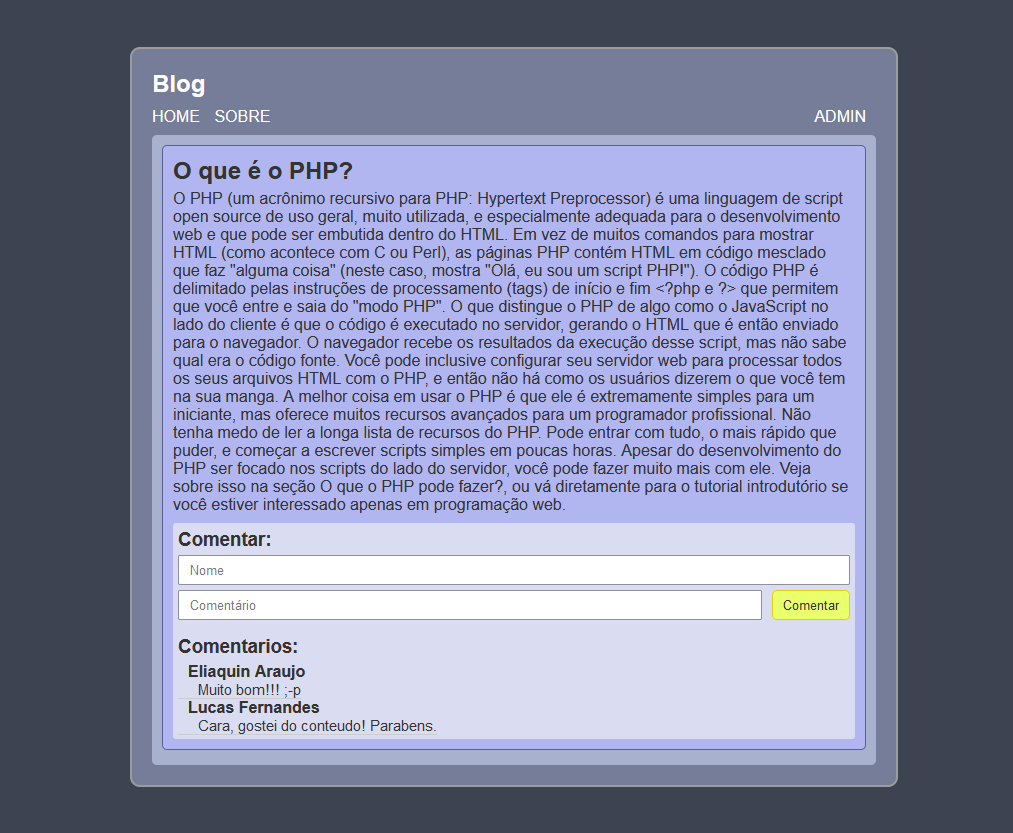 Blog
HOME SOBRE ADMIN
O que é o PHP?
O PHP (um acrônimo recursivo para PHP: Hypertext Preprocessor) é uma linguagem de script
open source de uso geral, muito utilizada, e especialmente adequada para o desenvolvimento
web e que pode ser embutida dentro do HTML. Em vez de muitos comandos para mostrar
HTML (como acontece com C ou Perl), as páginas PHP contém HTML em código mesclado
que faz "alguma coisa" (neste caso, mostra "Olá, eu sou um script PHP!"). O código PHP é
delimitado pelas instruções de processamento (tags) de início e fim <?php e ?> que permitem
que você entre e saia do "modo PHP". O que distingue o PHP de algo como o JavaScript no
lado do cliente é que o código é executado no servidor, gerando o HTML que é então enviado
para o navegador. O navegador recebe os resultados da execução desse script, mas não sabe
qual era o código fonte. Você pode inclusive configurar seu servidor web para processar todos
os seus arquivos HTML com o PHP, e então não há como os usuários dizerem o que você tem
na sua manga. A melhor coisa em usar o PHP é que ele é extremamente simples para um
iniciante, mas oferece muitos recursos avançados para um programador profissional. Não
tenha medo de ler a longa lista de recursos do PHP. Pode entrar com tudo, o mais rápido que
puder, e começar a escrever scripts simples em poucas horas. Apesar do desenvolvimento do
PHP ser focado nos scripts do lado do servidor, você pode fazer muito mais com ele. Veja
sobre isso na seção O que o PHP pode fazer?, ou vá diretamente para o tutorial introdutório se
você estiver interessado apenas em programação web.
Comentar:
Nome
Comentário Comentar
Comentarios:
Eliaquin Araujo
Muito bom!!! ;-p
Lucas Fernandes
Cara, gostei do conteudo! Parabens.